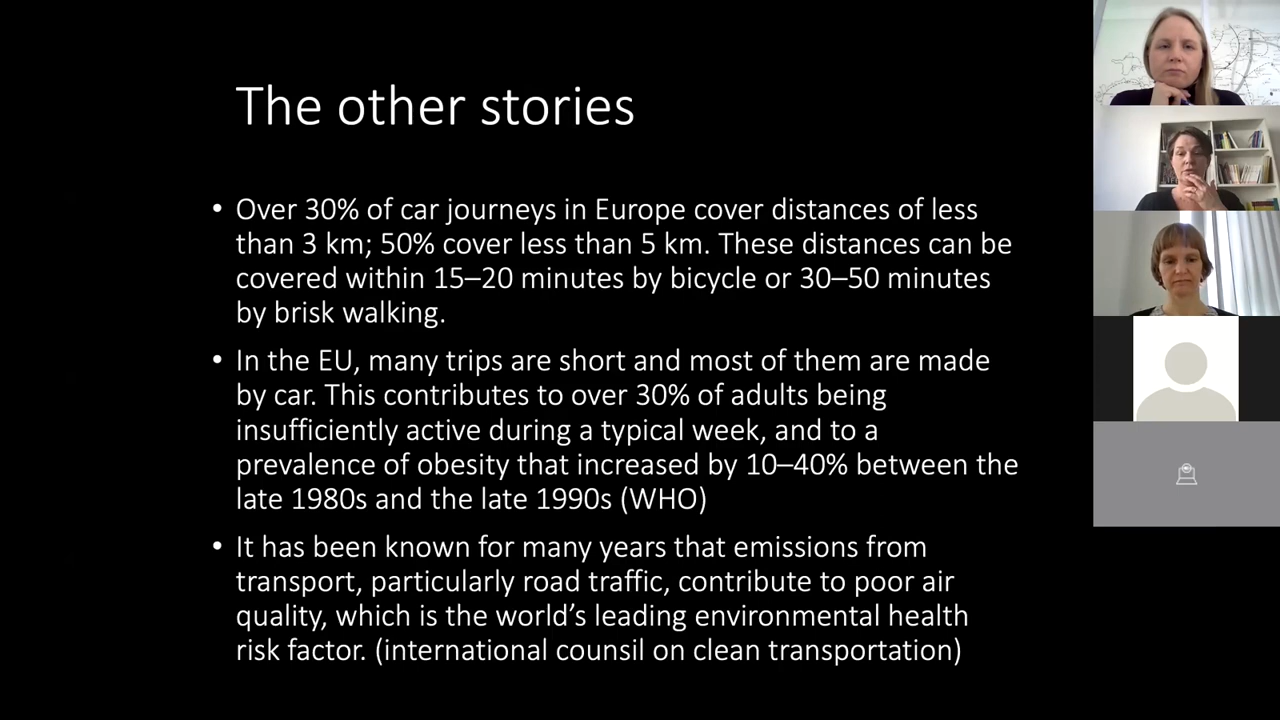 The other stories
• Over 30% of car journeys in Europe cover distances of less
than 3 km; 50% cover less than 5 km. These distances can be
covered within 15–20 minutes by bicycle or 30–50 minutes
by brisk walking.
• In the EU, many trips are short and most of them are made
by car. This contributes to over 30% of adults being
insufficiently active during a typical week, and to a
prevalence of obesity that increased by 10–40% between the
late 1980s and the late 1990s (WHO)
• It has been known for many years that emissions from
transport, particularly road traffic, contribute to poor air
quality, which is the world’s leading environmental health
risk factor. (international counsil on clean transportation)